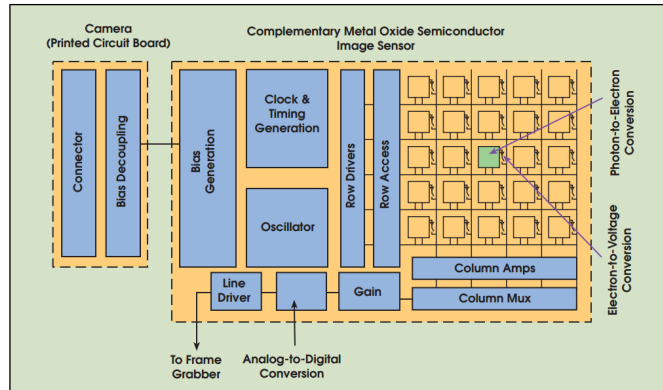 Camera
(Printed Circuit Board)
Complementary Metal Oxide Semiconductor
Image Sensor
Connector
Bias Decoupling
Bias
Generation
Clock &
Timing
Generation
Oscillator
Row Drivers
Row Access
Photon-to-Electron
Conversion
Electron-to-Voltage
Conversion
Column Amps
Column Mux
Line
Driver
Gain
To Frame
Grabber
Analog-to-Digital
Conversion